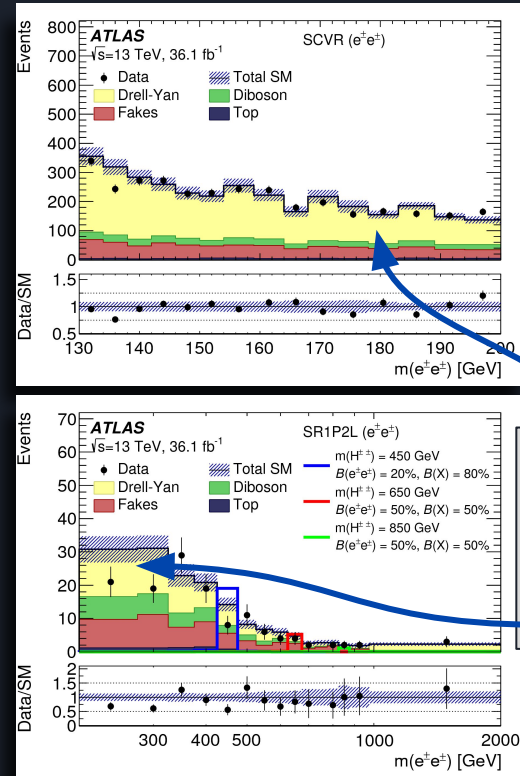 Events
800
700
600
500
400
300
200
100
0
ATLAS
√s=13 TeV, 36.1 fb⁻¹
SCVR (e±e±)
Data
Total SM
Drell-Yan
Diboson
Fakes
Top
Data/SM
1.5
1
0.5
130 140 150 160 170 180 190 200
m(e±e±) [GeV]
Events
70
60
50
40
30
20
10
0
ATLAS
√s=13 TeV, 36.1 fb⁻¹
SR1P2L (e±e±)
Data
Total SM
Drell-Yan
Diboson
Fakes
Top
m(H±±) = 450 GeV
B(e±e±) = 20%, B(X) = 80%
m(H±±) = 650 GeV
B(e±e±) = 50%, B(X) = 50%
m(H±±) = 850 GeV
B(e±e±) = 50%, B(X) = 50%
Data/SM
2
1.5
1
0.5
0
300 400 500 1000 2000
m(e±e±) [GeV]